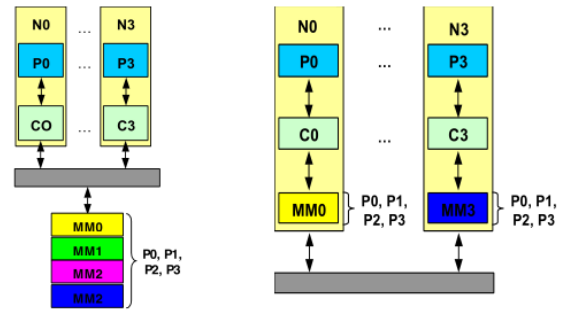 N0 ... N3
P0 ... P3
CO ... C3
MM0
MM1
MM2
MM2
P0, P1,
P2, P3
N0 ... N3
P0 ... P3
C0 ... C3
MM0 P0, P1,
P2, P3
MM3 P0, P1,
P2, P3